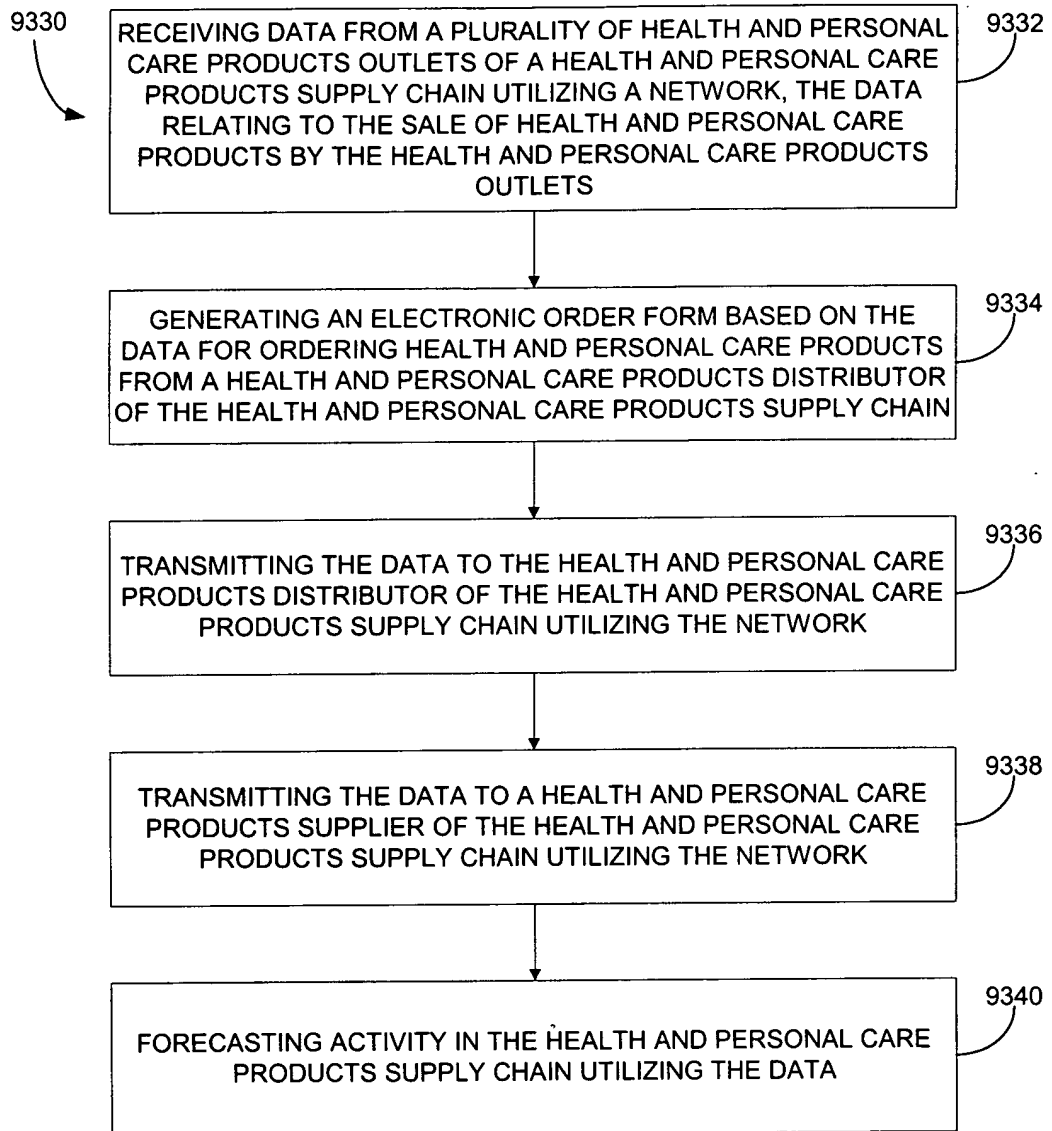 9330
9332
RECEIVING DATA FROM A PLURALITY OF HEALTH AND PERSONAL
CARE PRODUCTS OUTLETS OF A HEALTH AND PERSONAL CARE
PRODUCTS SUPPLY CHAIN UTILIZING A NETWORK, THE DATA
RELATING TO THE SALE OF HEALTH AND PERSONAL CARE
PRODUCTS BY THE HEALTH AND PERSONAL CARE PRODUCTS
OUTLETS
9334
GENERATING AN ELECTRONIC ORDER FORM BASED ON THE
DATA FOR ORDERING HEALTH AND PERSONAL CARE PRODUCTS
FROM A HEALTH AND PERSONAL CARE PRODUCTS DISTRIBUTOR
OF THE HEALTH AND PERSONAL CARE PRODUCTS SUPPLY CHAIN
9336
TRANSMITTING THE DATA TO THE HEALTH AND PERSONAL CARE
PRODUCTS DISTRIBUTOR OF THE HEALTH AND PERSONAL CARE
PRODUCTS SUPPLY CHAIN UTILIZING THE NETWORK
9338
TRANSMITTING THE DATA TO A HEALTH AND PERSONAL CARE
PRODUCTS SUPPLIER OF THE HEALTH AND PERSONAL CARE
PRODUCTS SUPPLY CHAIN UTILIZING THE NETWORK
9340
FORECASTING ACTIVITY IN THE HEALTH AND PERSONAL CARE
PRODUCTS SUPPLY CHAIN UTILIZING THE DATA